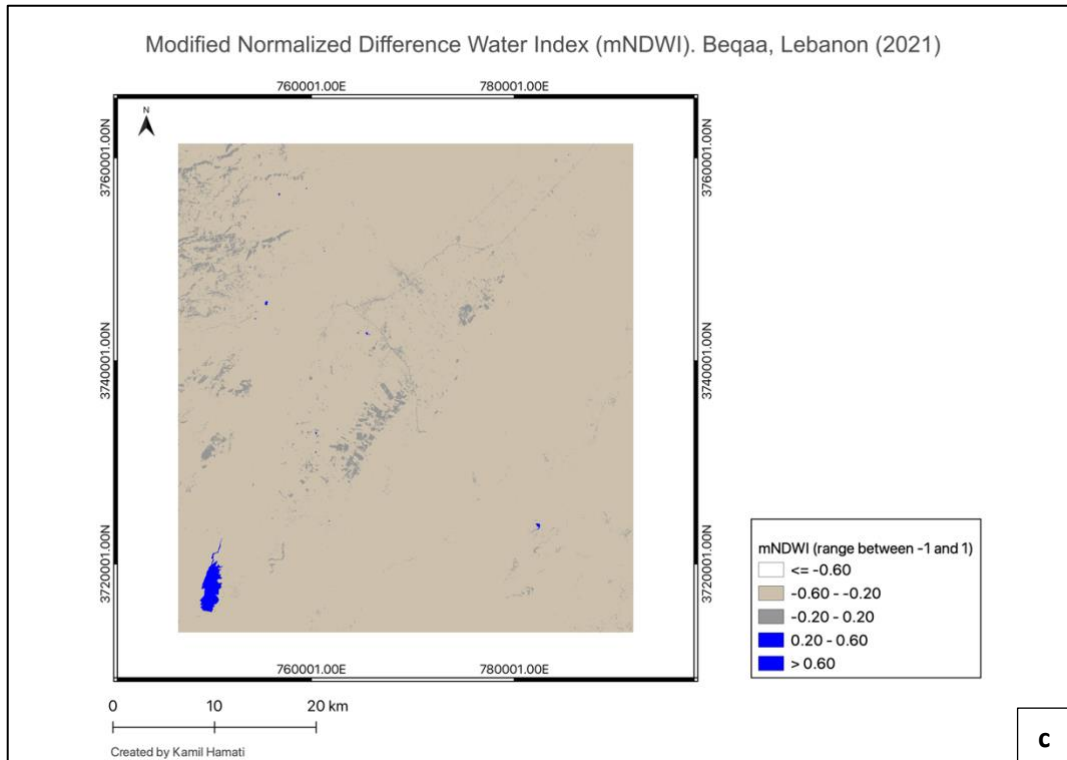 Modified Normalized Difference Water Index (mNDWI). Beqaa, Lebanon (2021)
760001.00E 780001.00E
N
3760001.00N 3760001.00N
3740001.00N 3740001.00N
3720001.00N 3720001.00N
760001.00E 780001.00E
mNDWI (range between -1 and 1)
<= -0.60
-0.60 - -0.20
-0.20 - 0.20
0.20 - 0.60
> 0.60
0 10 20 km
Created by Kamil Hamati
c